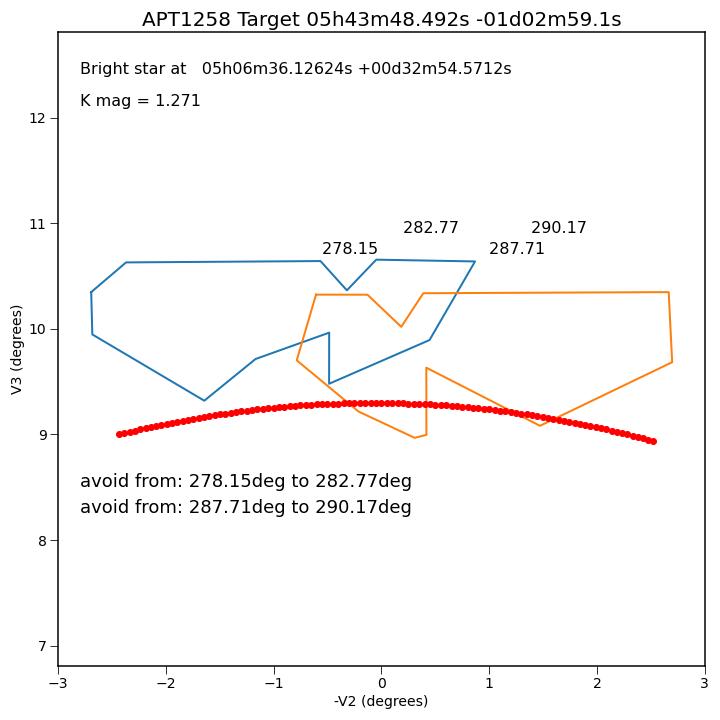 APT1258 Target 05h43m48.492s -01d02m59.1s
Bright star at   05h06m36.12624s +00d32m54.5712s
K mag = 1.271
12
11
10
9
8
7
V3 (degrees)
282.77
290.17
278.15
287.71
avoid from: 278.15deg to 282.77deg
avoid from: 287.71deg to 290.17deg
−3
−2
−1
0
1
2
3
-V2 (degrees)